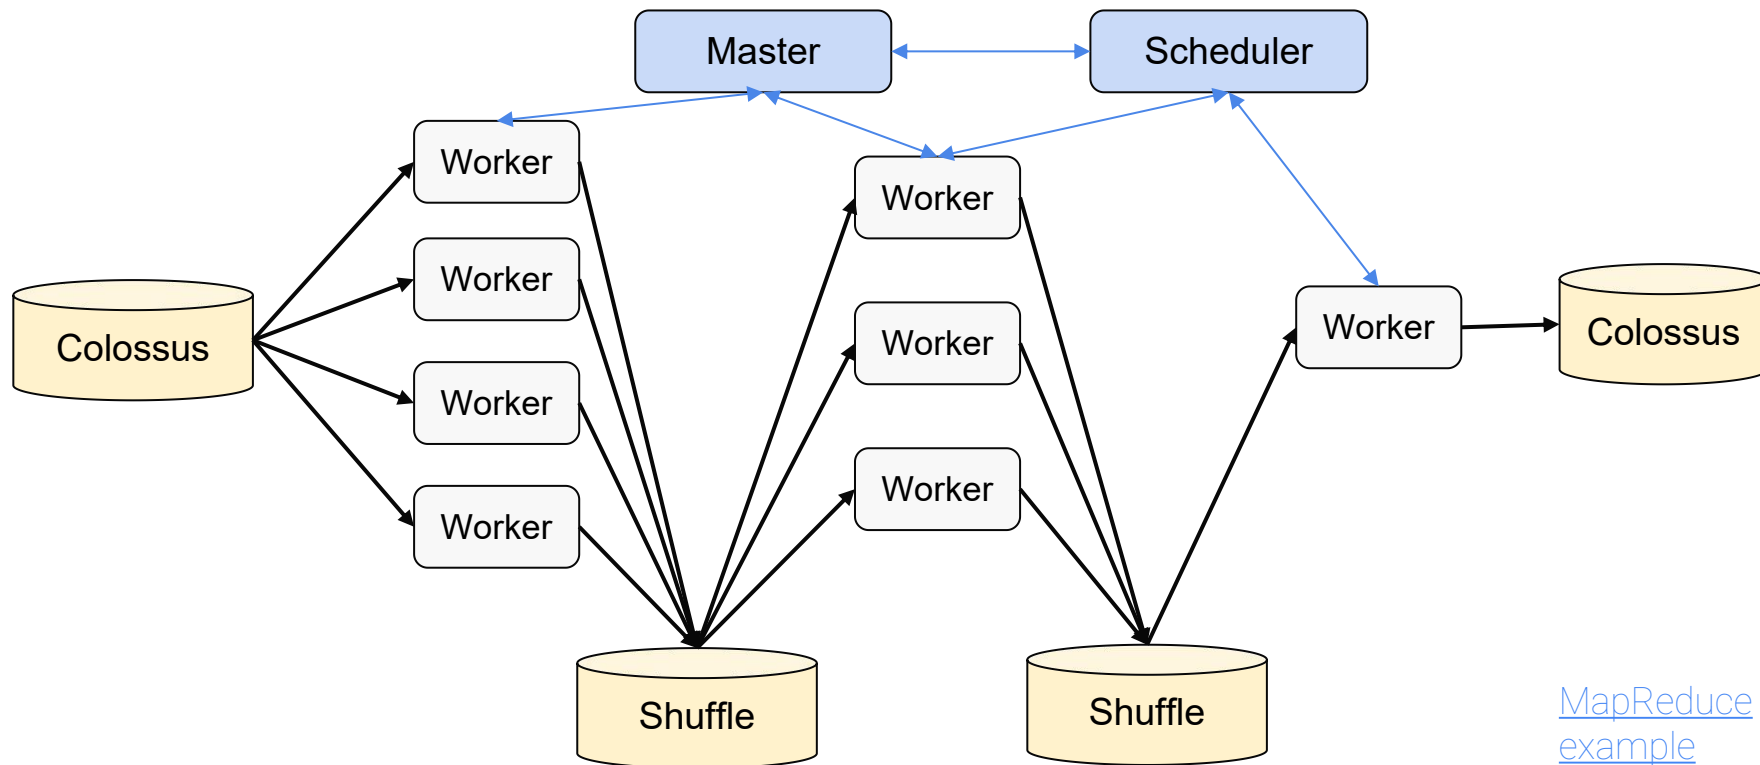 Master
Scheduler
Worker
Worker
Worker
Worker
Colossus
Worker
Worker
Worker
Worker
Colossus
Shuffle
Shuffle
MapReduce
example